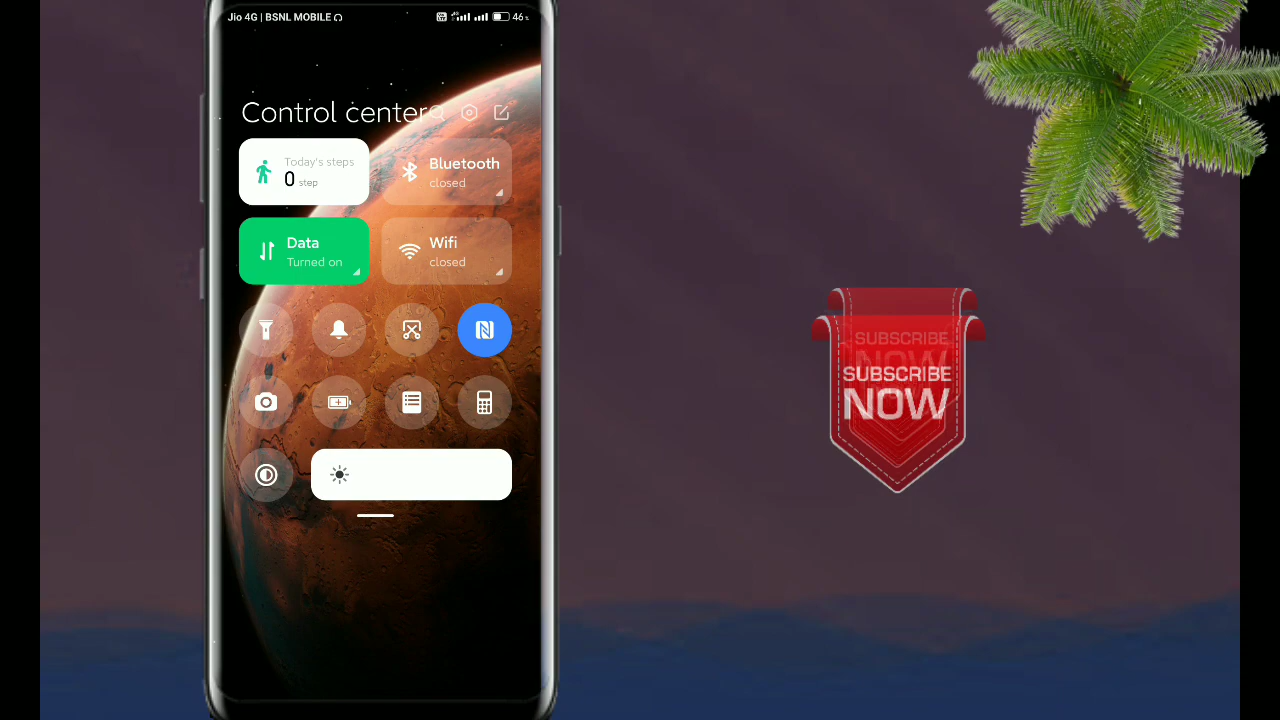 Jio 4G | BSNL MOBILE
46%
Control center
Today's steps
0 step
Bluetooth
closed
Data
Turned on
Wifi
closed
SUBSCRIBE
NOW
SUBSCRIBE
NOW